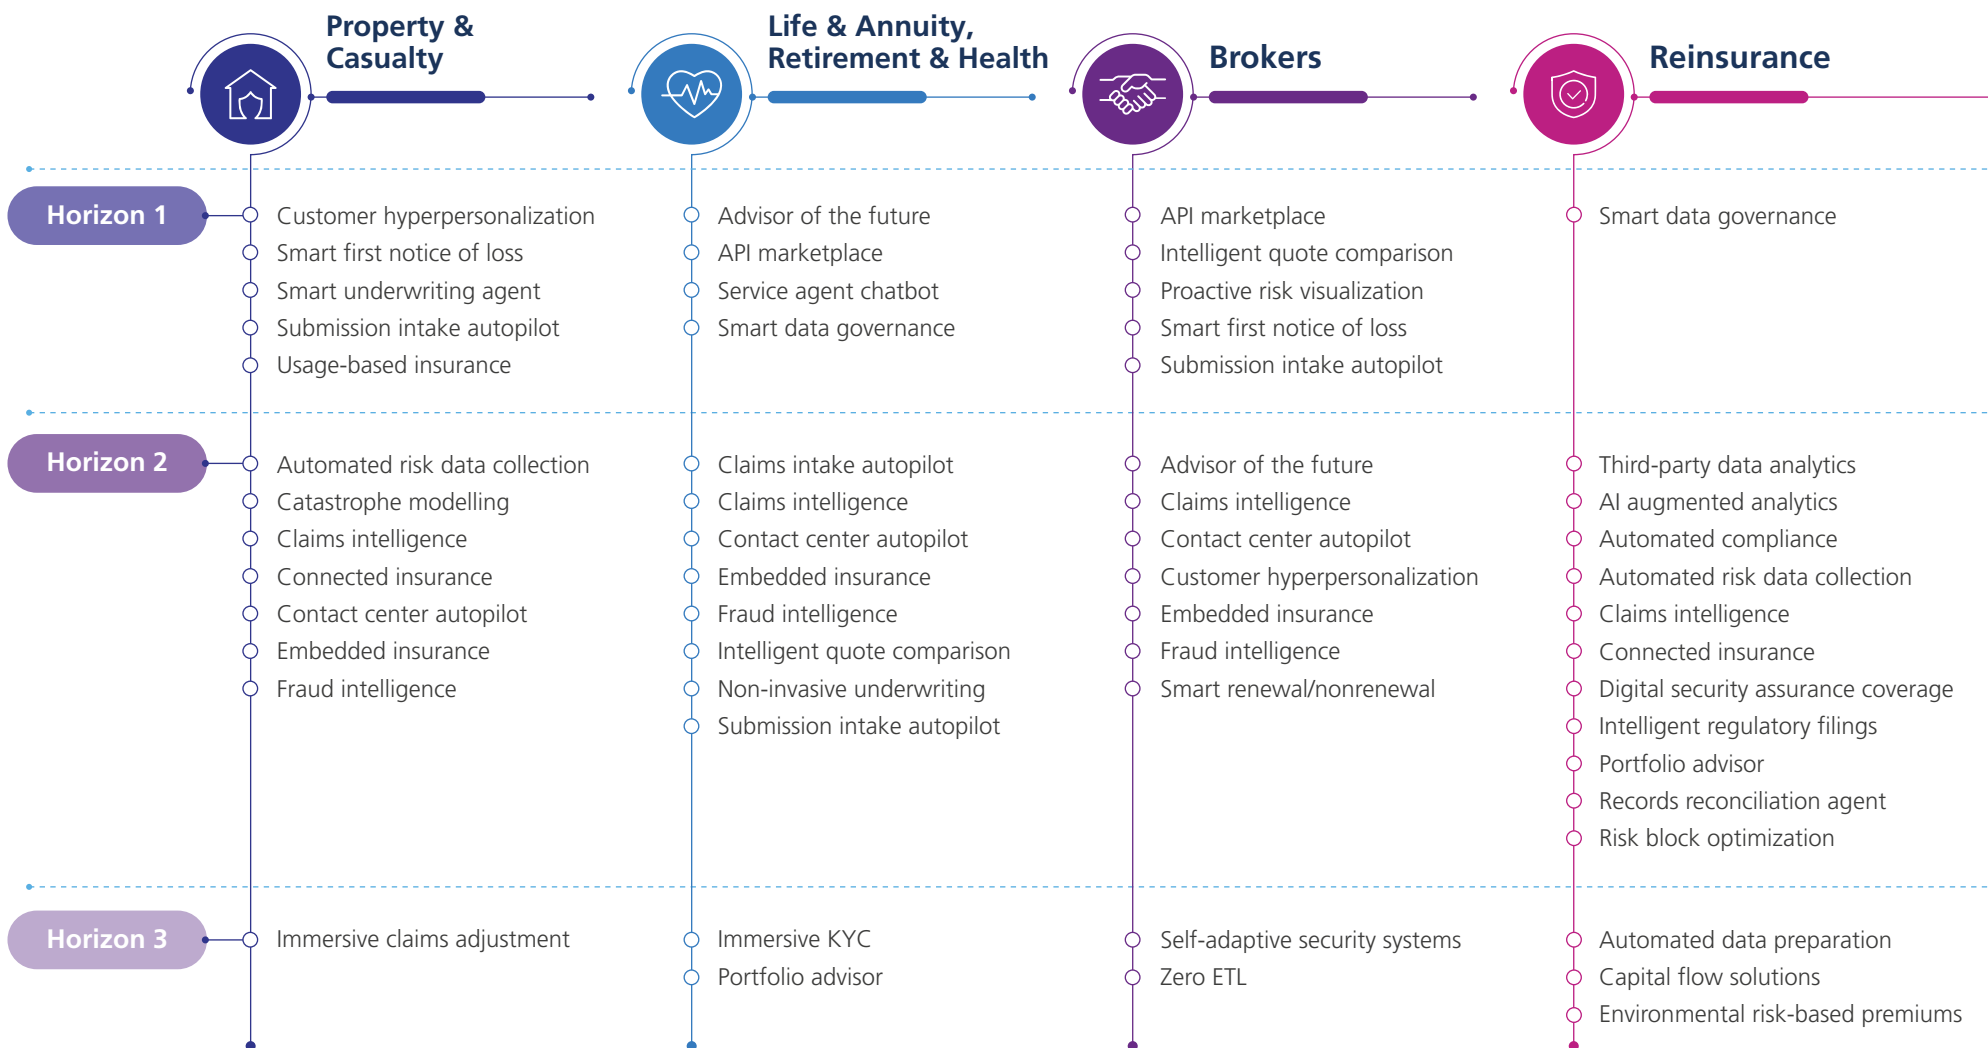 Property &
Casualty
Life & Annuity,
Retirement & Health
Brokers
Reinsurance
Horizon 1
Customer hyperpersonalization
Smart first notice of loss
Smart underwriting agent
Submission intake autopilot
Usage-based insurance
Advisor of the future
API marketplace
Service agent chatbot
Smart data governance
API marketplace
Intelligent quote comparison
Proactive risk visualization
Smart first notice of loss
Submission intake autopilot
Smart data governance
Horizon 2
Automated risk data collection
Catastrophe modelling
Claims intelligence
Connected insurance
Contact center autopilot
Embedded insurance
Fraud intelligence
Claims intake autopilot
Claims intelligence
Contact center autopilot
Embedded insurance
Fraud intelligence
Intelligent quote comparison
Non-invasive underwriting
Submission intake autopilot
Advisor of the future
Claims intelligence
Contact center autopilot
Customer hyperpersonalization
Embedded insurance
Fraud intelligence
Smart renewal/nonrenewal
Third-party data analytics
AI augmented analytics
Automated compliance
Automated risk data collection
Claims intelligence
Connected insurance
Digital security assurance coverage
Intelligent regulatory filings
Portfolio advisor
Records reconciliation agent
Risk block optimization
Horizon 3
Immersive claims adjustment
Immersive KYC
Portfolio advisor
Self-adaptive security systems
Zero ETL
Automated data preparation
Capital flow solutions
Environmental risk-based premiums